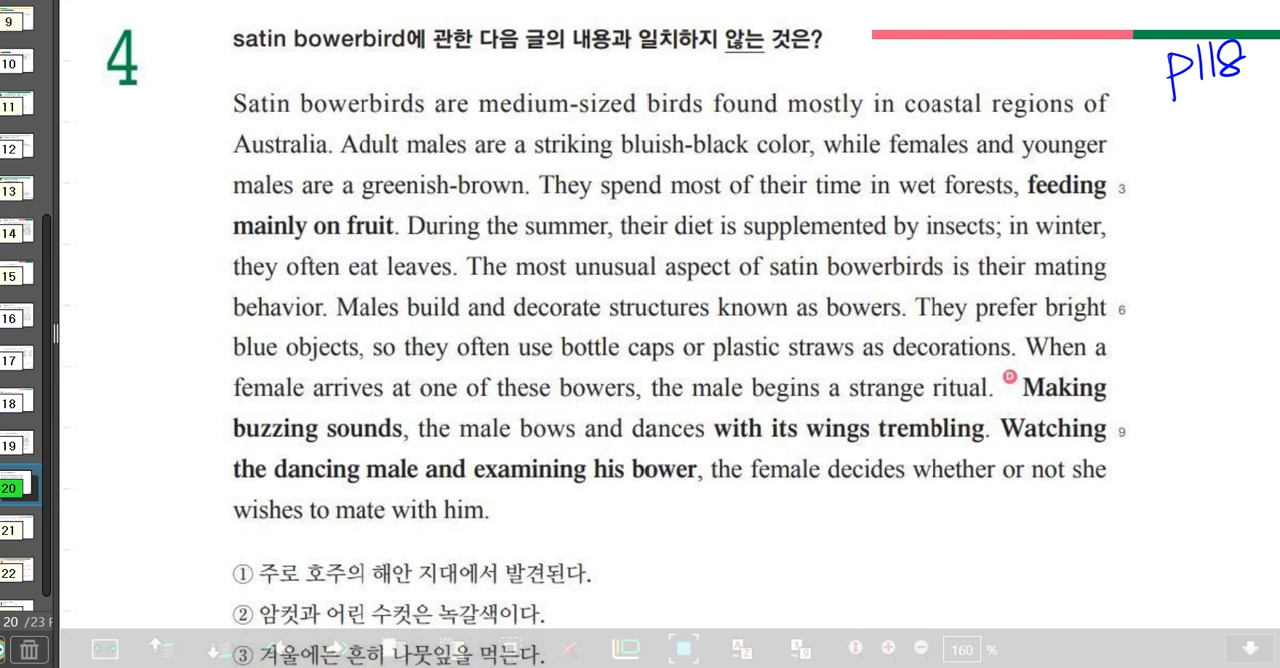 9
10
11
12
13
14
15
16
17
18
19
20
21
22
20 /23
4
satin bowerbird에 관한 다음 글의 내용과 일치하지 않는 것은?
p118
Satin bowerbirds are medium-sized birds found mostly in coastal regions of
Australia. Adult males are a striking bluish-black color, while females and younger
males are a greenish-brown. They spend most of their time in wet forests, feeding 3
mainly on fruit. During the summer, their diet is supplemented by insects; in winter,
they often eat leaves. The most unusual aspect of satin bowerbirds is their mating
behavior. Males build and decorate structures known as bowers. They prefer bright 6
blue objects, so they often use bottle caps or plastic straws as decorations. When a
female arrives at one of these bowers, the male begins a strange ritual. D Making
buzzing sounds, the male bows and dances with its wings trembling. Watching 9
the dancing male and examining his bower, the female decides whether or not she
wishes to mate with him.
① 주로 호주의 해안 지대에서 발견된다.
② 암컷과 어린 수컷은 녹갈색이다.
③ 겨울에는 흔히 나뭇잎을 먹는다.
160 %